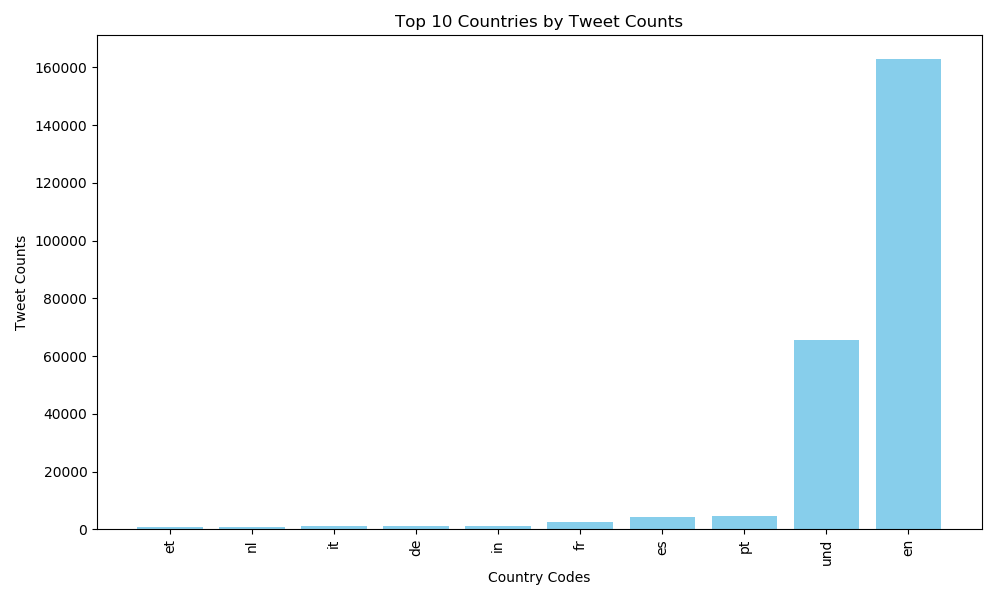 Top 10 Countries by Tweet Counts
160000
140000
120000
100000
80000
60000
40000
20000
0
Tweet Counts
et
nl
it
de
in
fr
es
pt
und
en
Country Codes